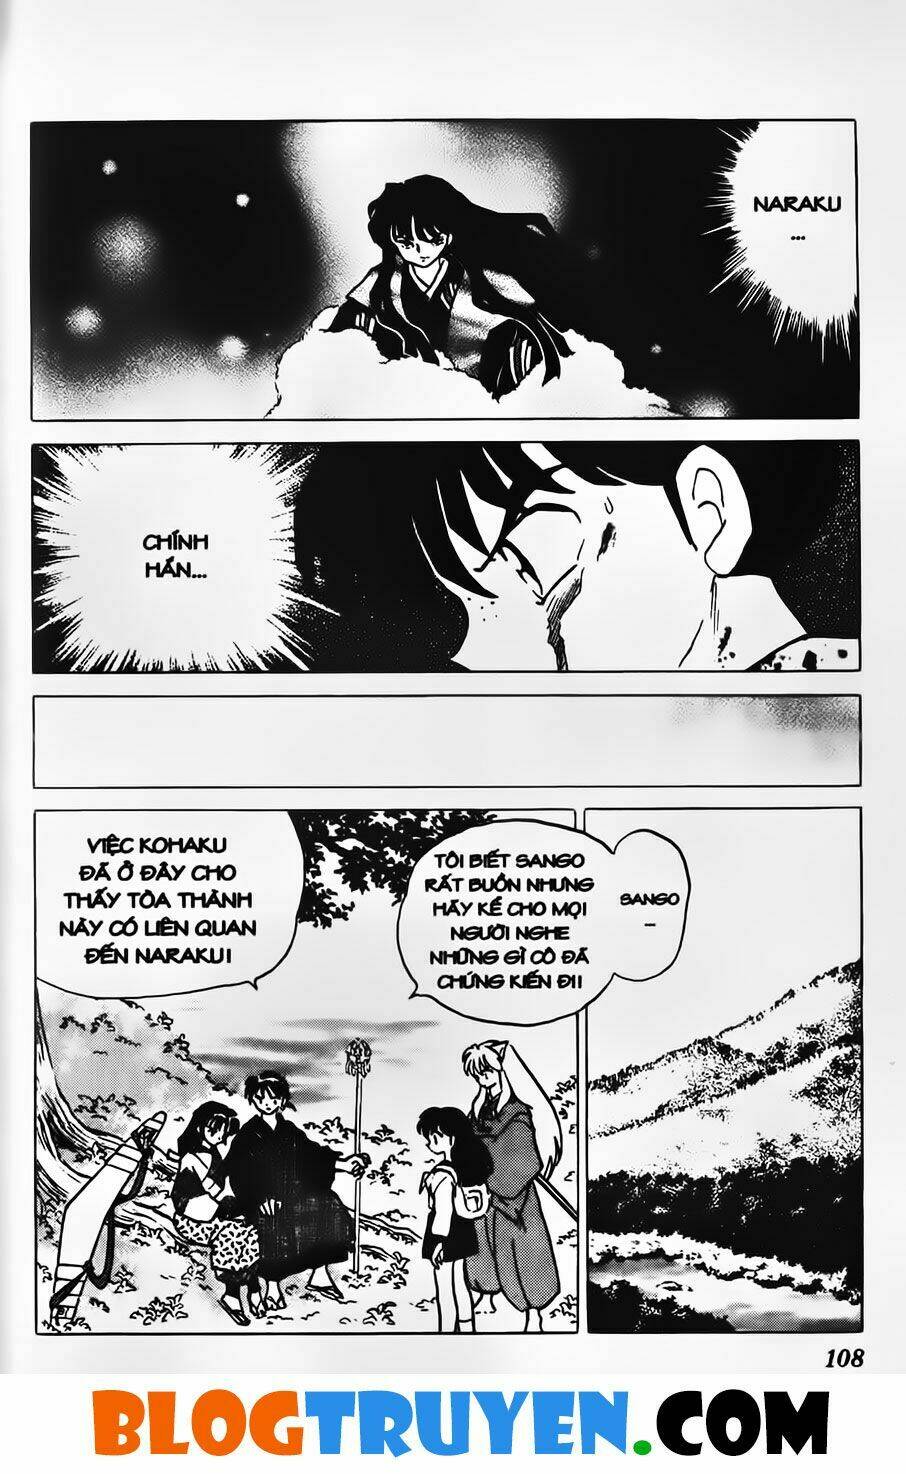 NARAKU
...
CHÍNH
HẮN...
SANGO
...
TÔI BIẾT SANGO
RẤT BUỒN NHƯNG
HÃY KỂ CHO MỌI
NGƯỜI NGHE
NHỮNG GÌ CÔ ĐÃ
CHỨNG KIẾN ĐI!
VIỆC KOHAKU
ĐÃ Ở ĐÂY CHO
THẤY TÒA THÀNH
NÀY CÓ LIÊN QUAN
ĐẾN NARAKU!
108
BLOGTRUYEN.COM